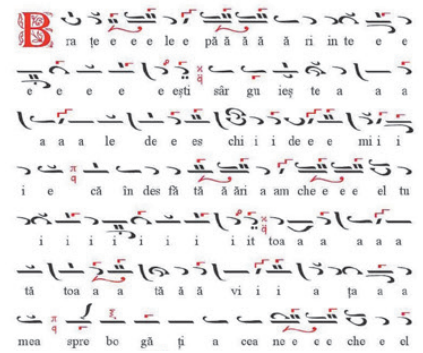 B ra țe e e e le e pă ă ă ă ă ri in te e e
e e e e e e ești sâr gu ieș te a a a
a a a le de e es chi i i de e e mi i i
i e că în des fă tă ă ări a am che e e e el tu
i i i i i i i i it toa a a a a a
tă toa a a tă ă ă vi i i a ța a a
mea spre bo gă ți a cea ne e e e che e el